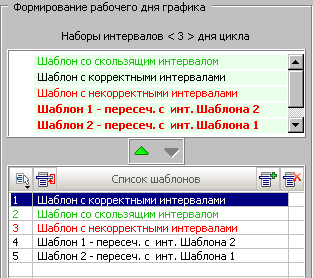 Формирование рабочего дня графика
Наборы интервалов < 3 > дня цикла
Шаблон со скользящим интервалом
Шаблон с корректными интервалами
Шаблон с некорректными интервалами
Шаблон 1 - пересеч. с инт. Шаблона 2
Шаблон 2 - пересеч. с инт. Шаблона 1
Список шаблонов
1 Шаблон с корректными интервалами
2 Шаблон со скользящим интервалом
3 Шаблон с некорректными интервалами
4 Шаблон 1 - пересеч. с инт. Шаблона 2
5 Шаблон 2 - пересеч. с инт. Шаблона 1